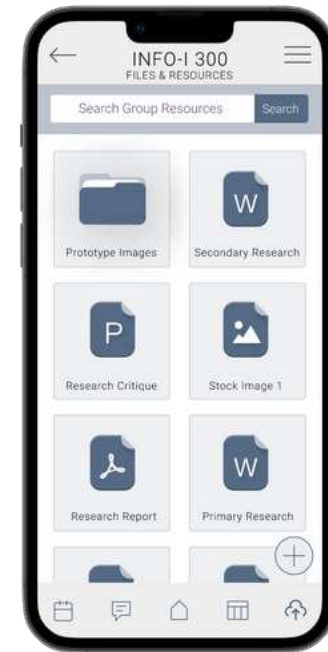 INFO-I 300
FILES & RESOURCES
Search Group Resources Search
W
Prototype Images Secondary Research
P
Research Critique Stock Image 1
W
Research Report Primary Research